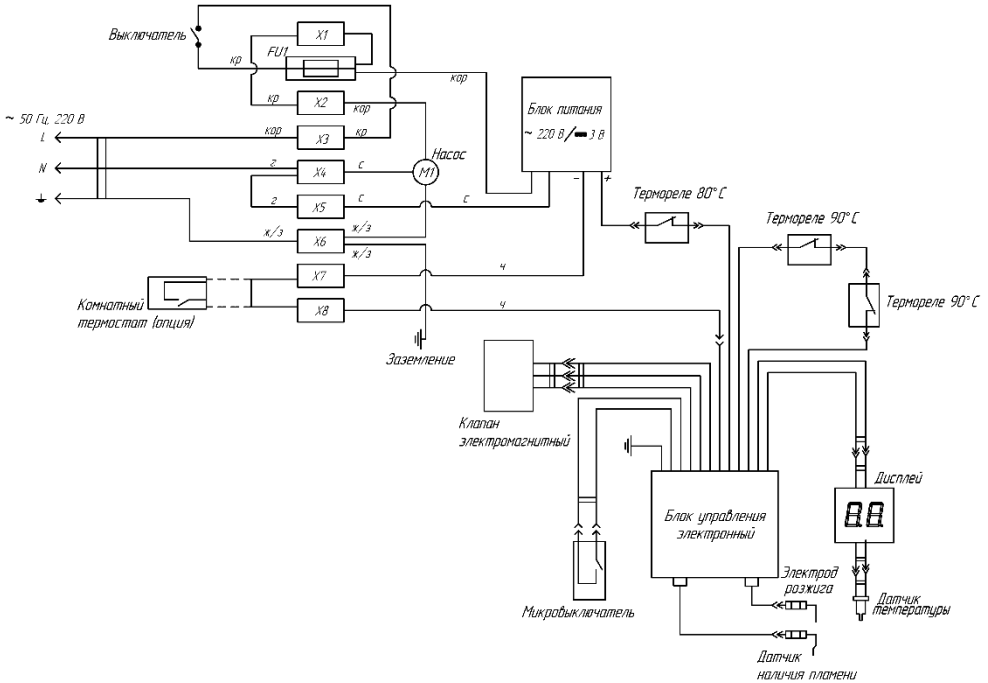 Выключатель
X1
FU1
кр
кор
кр
X2
кор
~ 50 Гц, 220 В
L
кор
X3
кр
Насос
Блок питания
~ 220 В/ 3 В
N
г
X4
с
M1
г
X5
с
с
-
+
Термореле 80°С
Термореле 90°С
ж/з
X6
ж/з
ж/з
X7
ч
Комнатный
термостат (опция)
X8
ч
Термореле 90°С
Заземление
Клапан
электромагнитный
Дисплей
8.8.
Блок управления
электронный
Электрод
розжига
Микровыключатель
Датчик
температуры
Датчик
наличия пламени